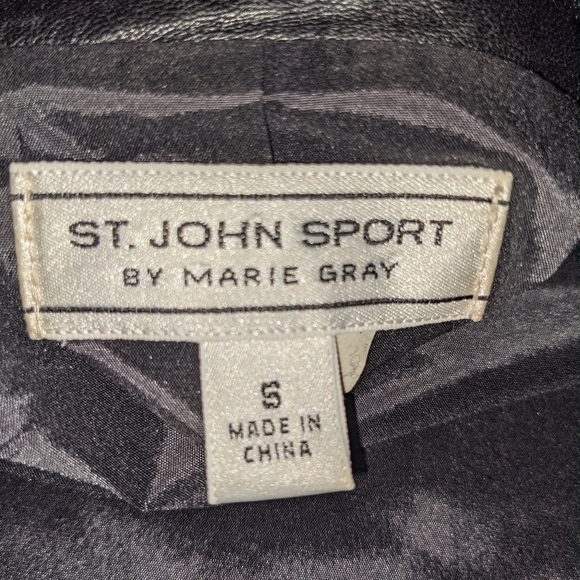 ST. JOHN SPORT
BY MARIE GRAY
S
MADE IN
CHINA